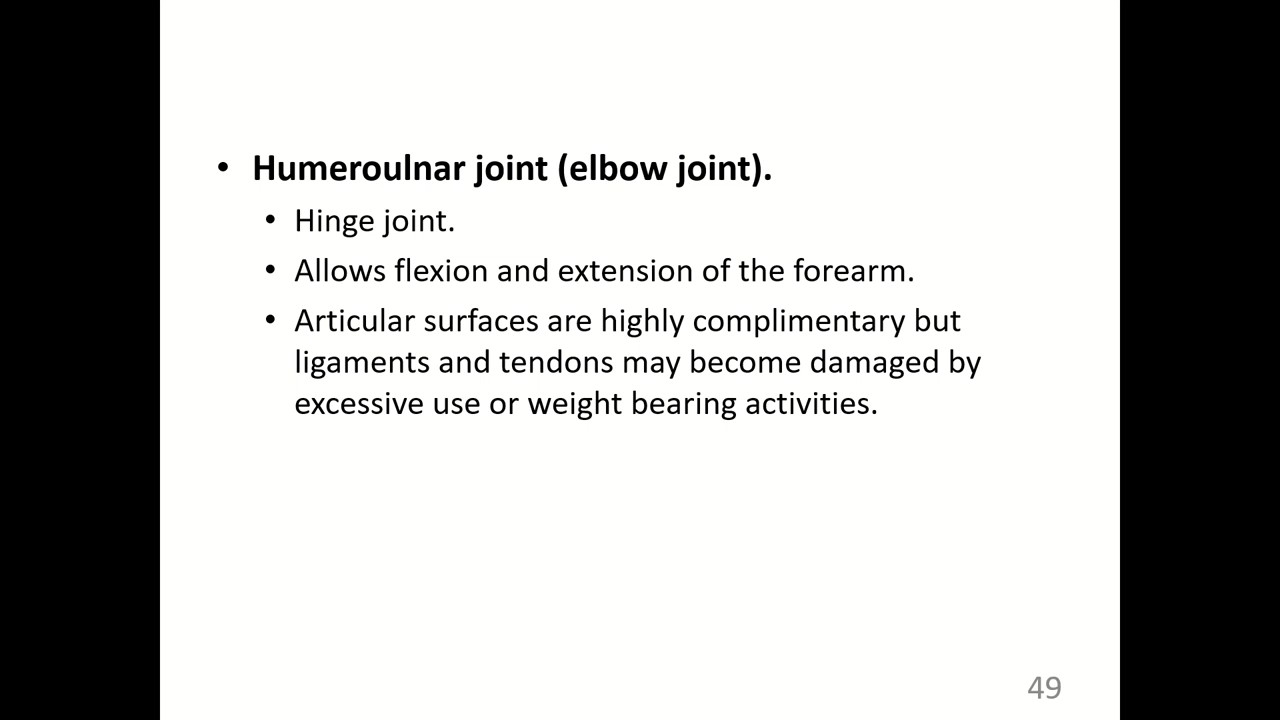 • Humeroulnar joint (elbow joint).
• Hinge joint.
• Allows flexion and extension of the forearm.
• Articular surfaces are highly complimentary but
ligaments and tendons may become damaged by
excessive use or weight bearing activities.
49